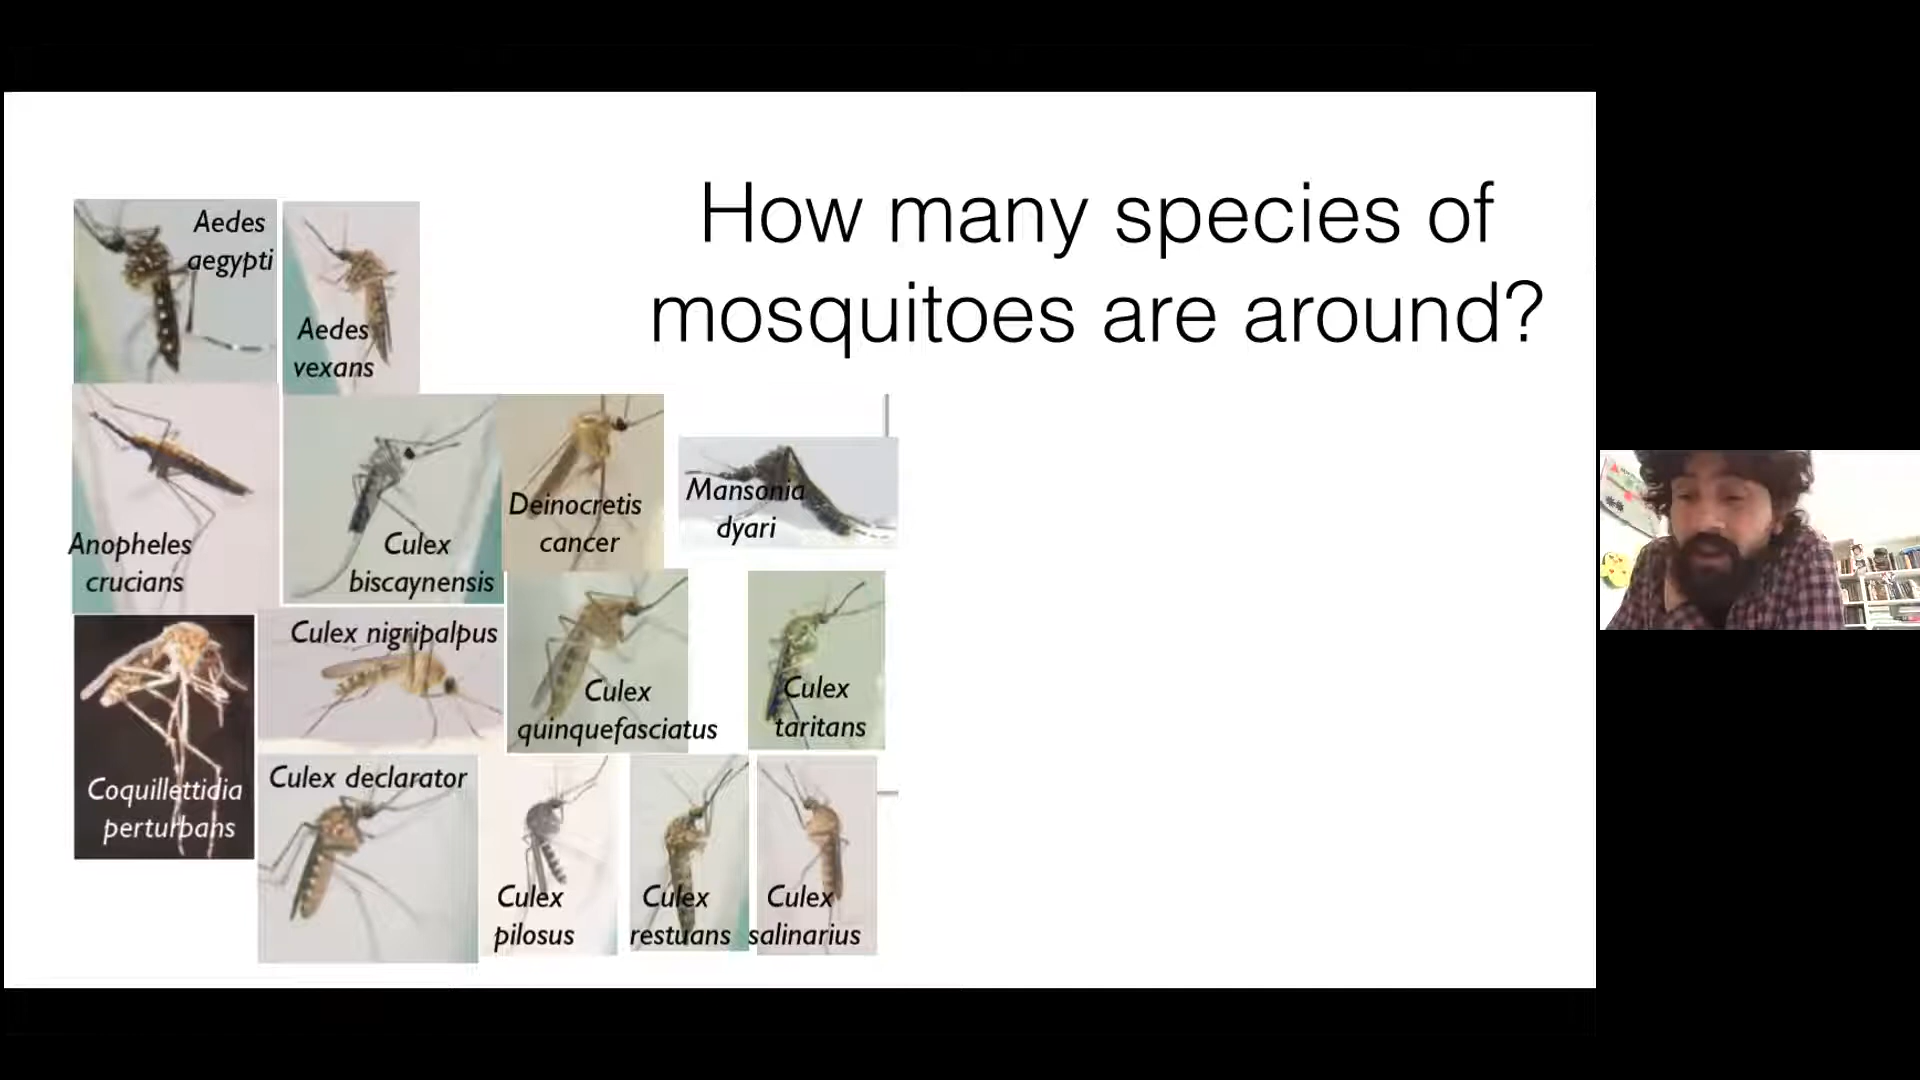 How many species of
mosquitoes are around?
Aedes
aegypti
Aedes
vexans
Anopheles
crucians
Culex
biscaynensis
Deinocretis
cancer
Mansonia
dyari
Coquillettidia
perturbans
Culex nigripalpus
Culex
quinquefasciatus
Culex
taritans
Culex declarator
Culex
pilosus
Culex
restuans
Culex
salinarius